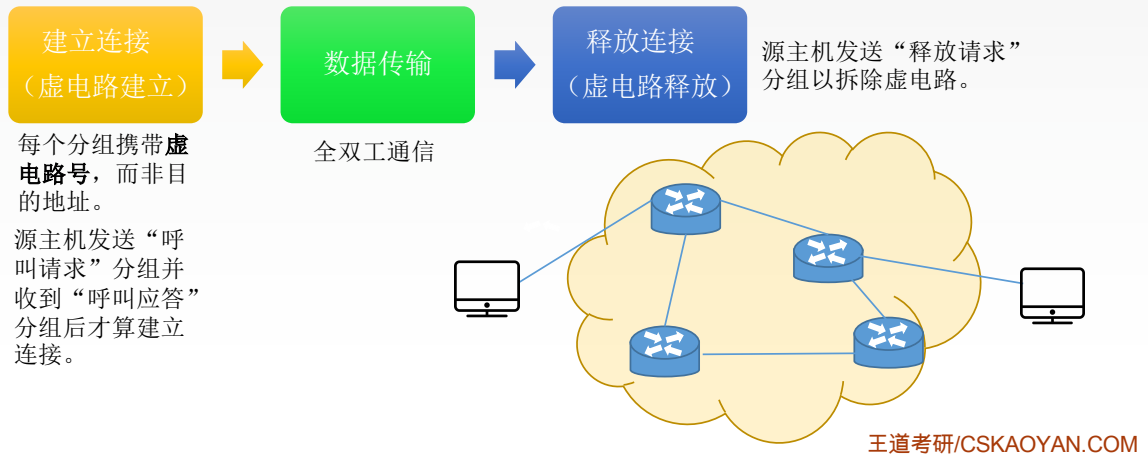 建立连接
（虚电路建立）
数据传输
释放连接
（虚电路释放）
源主机发送“释放请求”
分组以拆除虚电路。
每个分组携带虚
电路号，而非目
的地址。
全双工通信
源主机发送“呼
叫请求”分组并
收到“呼叫应答”
分组后才算建立
连接。
王道考研/CSKAOYAN.COM